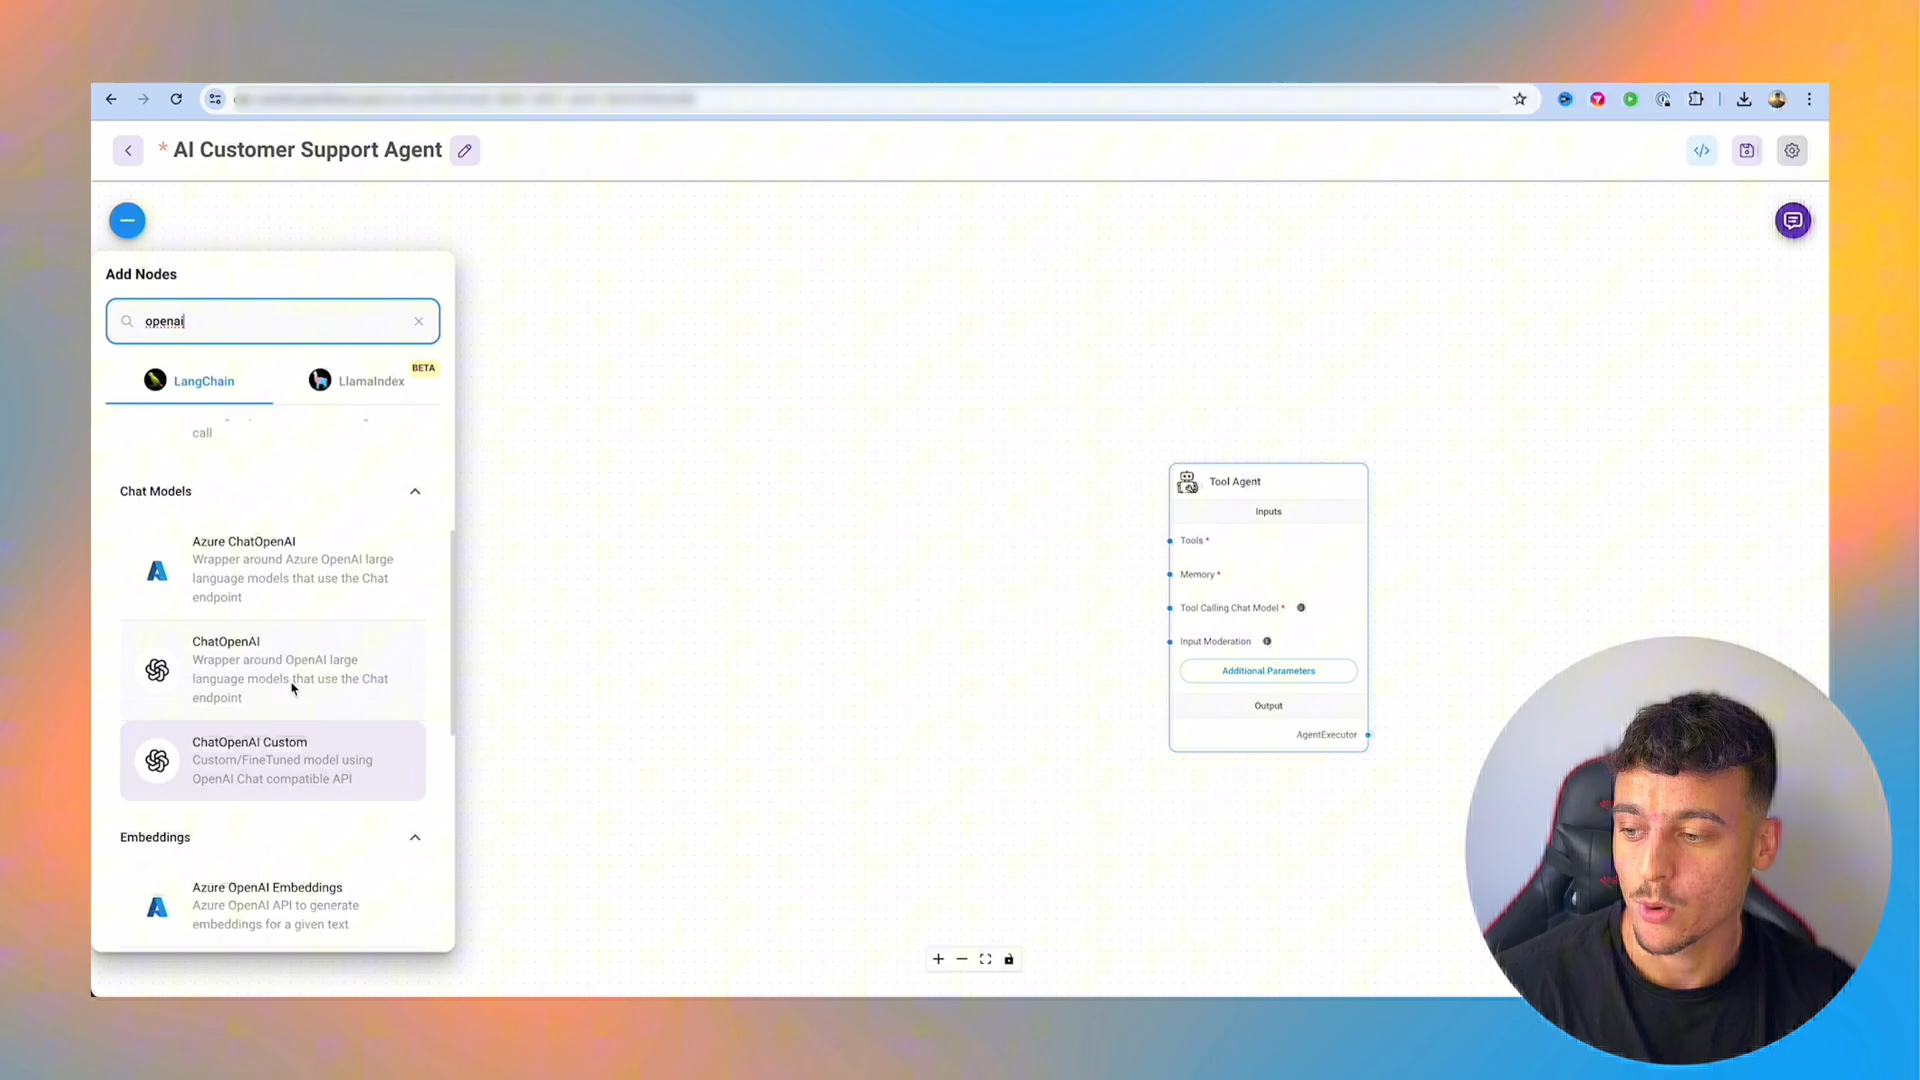 * AI Customer Support Agent
Add Nodes
openai
LangChain
LlamaIndex
BETA
call
Chat Models
Azure ChatOpenAI
Wrapper around Azure OpenAI large
language models that use the Chat
endpoint
ChatOpenAI
Wrapper around OpenAI large
language models that use the Chat
endpoint
ChatOpenAI Custom
Custom/FineTuned model using
OpenAI Chat compatible API
Embeddings
Azure OpenAI Embeddings
Azure OpenAI API to generate
embeddings for a given text
Tool Agent
Inputs
Tools *
Memory *
Tool Calling Chat Model *
Input Moderation
Additional Parameters
Output
AgentExecutor